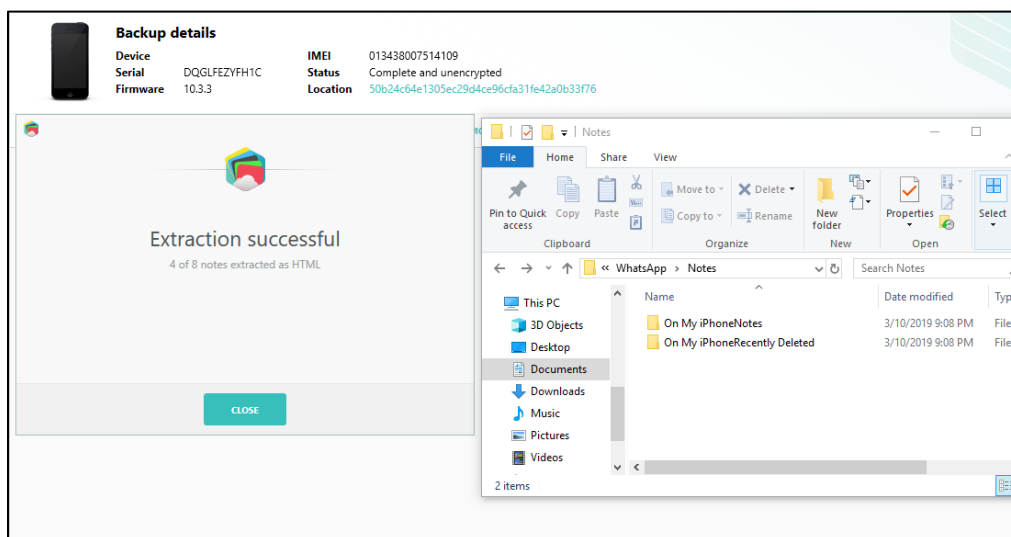 Backup details
Device
Serial DQGLFEZYFH1C
Firmware 10.3.3
IMEI 013438007514109
Status Complete and unencrypted
Location 50b24c64e1305ec29d4ce96cfa31fe42a0b33f76
Extraction successful
4 of 8 notes extracted as HTML
CLOSE
Notes
File Home Share View
Pin to Quick access
Copy
Paste
Move to
Copy to
Delete
Rename
New folder
Properties
Select
Clipboard Organize New Open
« WhatsApp > Notes
Search Notes
This PC
3D Objects
Desktop
Documents
Downloads
Music
Pictures
Videos
Name Date modified Typ
On My iPhoneNotes 3/10/2019 9:08 PM File
On My iPhoneRecently Deleted 3/10/2019 9:08 PM File
2 items